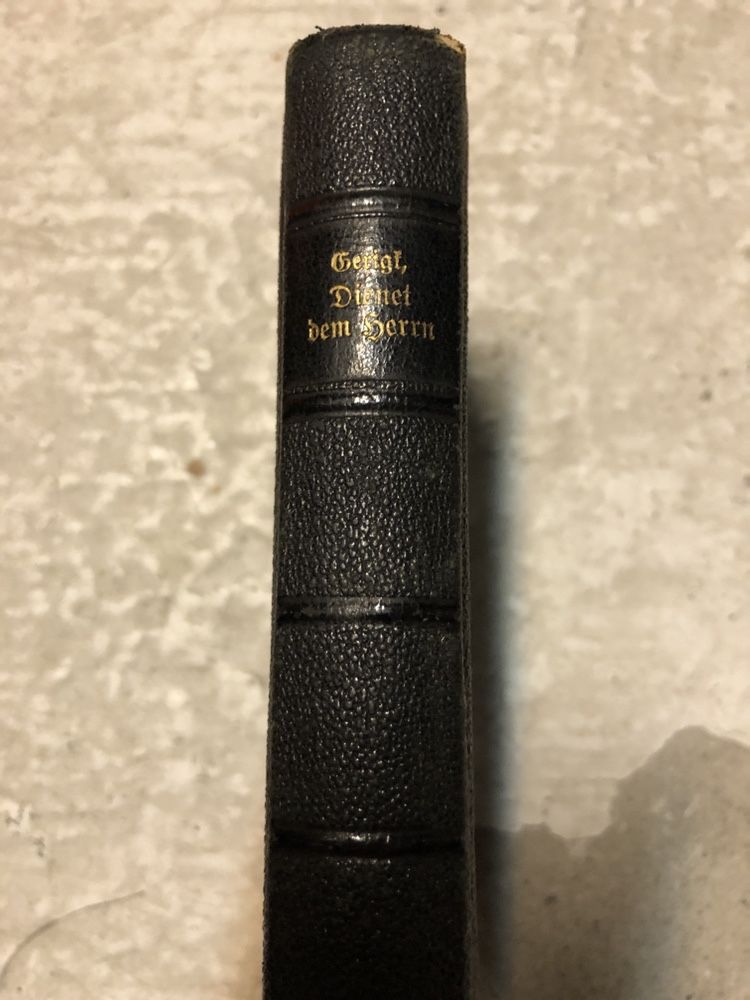 Gerigk,
Dienet
dem Herrn